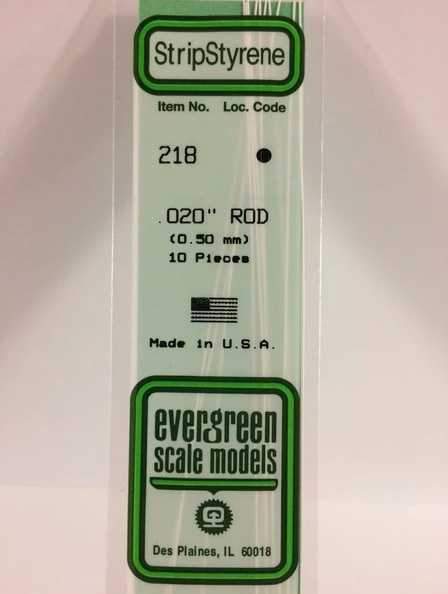 StripStyrene
Item No. Loc. Code
218
.020" ROD
(0.50 mm)
10 Pieces
Made in U.S.A.
evergreen
scale models
Des Plaines, IL 60018